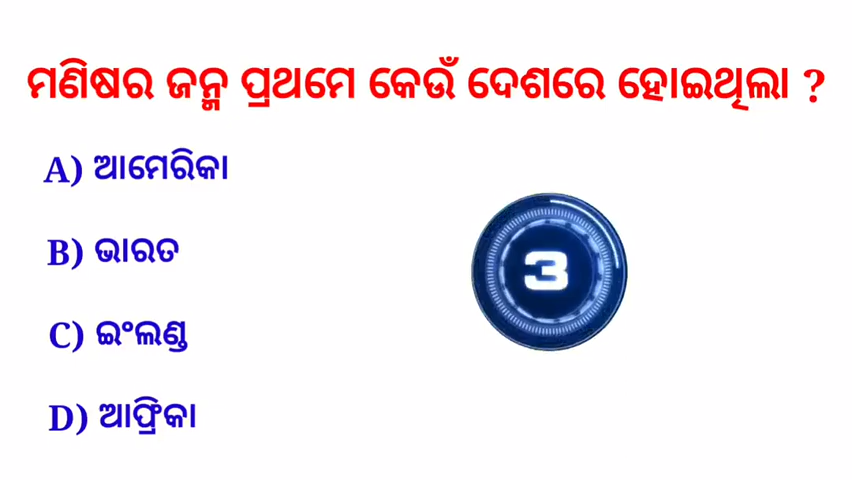 ମଣିଷର ଜନ୍ମ ପ୍ରଥମେ କେଉଁ ଦେଶରେ ହୋଇଥିଲା ?
A) ଆମେରିକା
B) ଭାରତ
3
C) ଇଂଲଣ୍ଡ
D) ଆଫ୍ରିକା